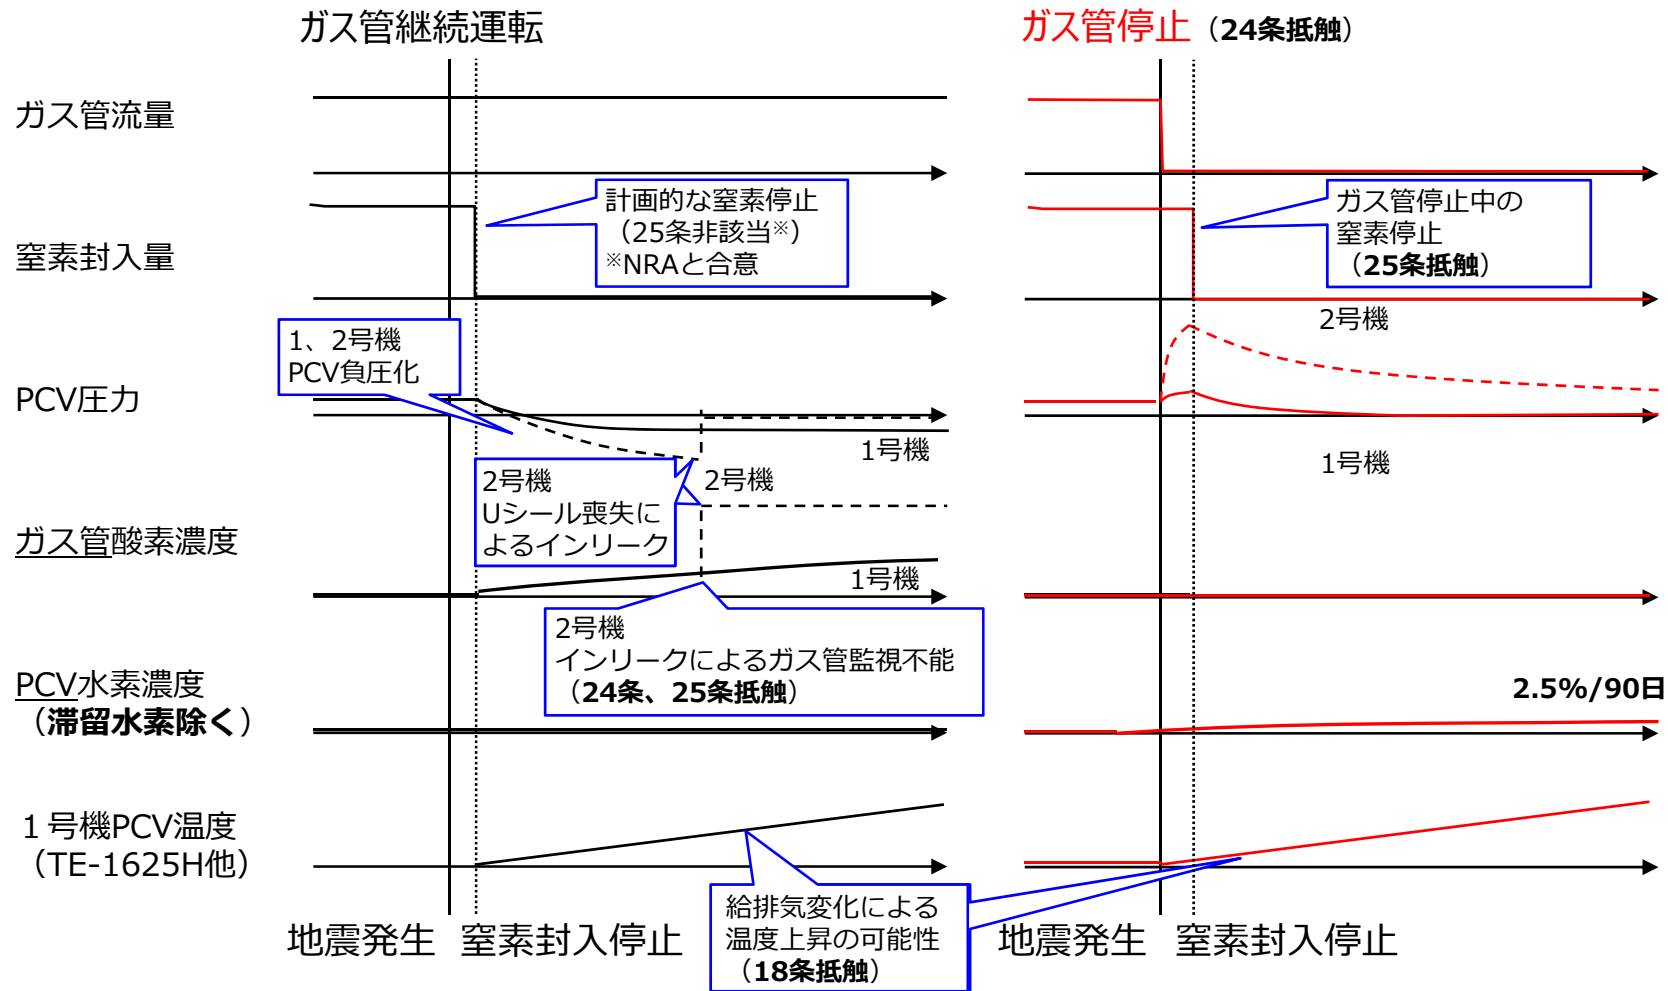 ガス管継続運転
ガス管停止（24条抵触）
ガス管流量
計画的な窒素停止
（25条非該当※）
※NRAと合意
ガス管停止中の
窒素停止
（25条抵触）
窒素封入量
2号機
1、2号機
PCV負圧化
PCV圧力
1号機
1号機
2号機
Uシール喪失に
よるインリーク
2号機
ガス管酸素濃度
1号機
2号機
インリークによるガス管監視不能
（24条、25条抵触）
PCV水素濃度
（滞留水素除く）
2.5%/90日
１号機PCV温度
（TE-1625H他）
給排気変化による
温度上昇の可能性
（18条抵触）
地震発生 窒素封入停止
地震発生 窒素封入停止